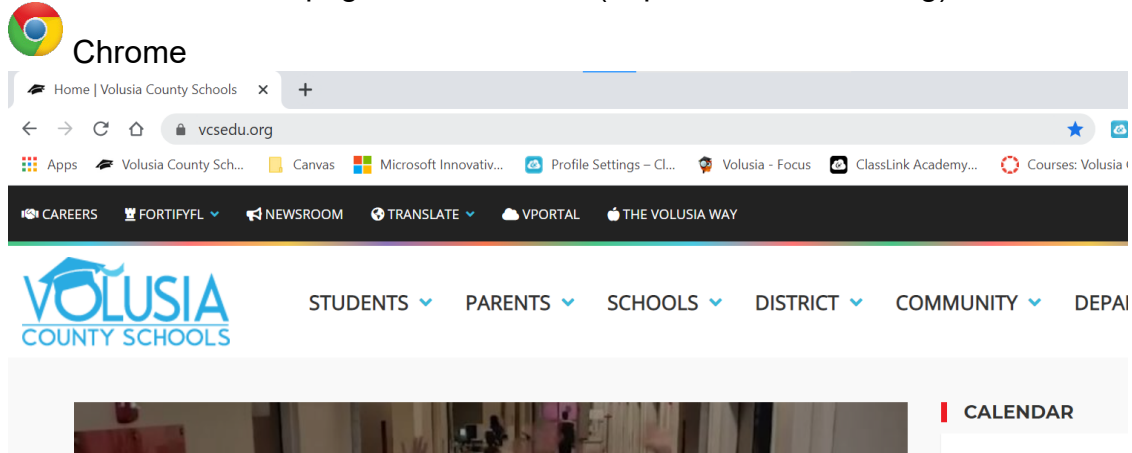 Chrome
Home | Volusia County Schools
vcsedu.org
Apps Volusia County Sch... Canvas Microsoft Innovativ... Profile Settings – Cl... Volusia - Focus ClassLink Academy... Courses: Volusia
CAREERS FORTIFYFL NEWSROOM TRANSLATE VPORTAL THE VOLUSIA WAY
VOLUSIA
COUNTY SCHOOLS
STUDENTS PARENTS SCHOOLS DISTRICT COMMUNITY
CALENDAR